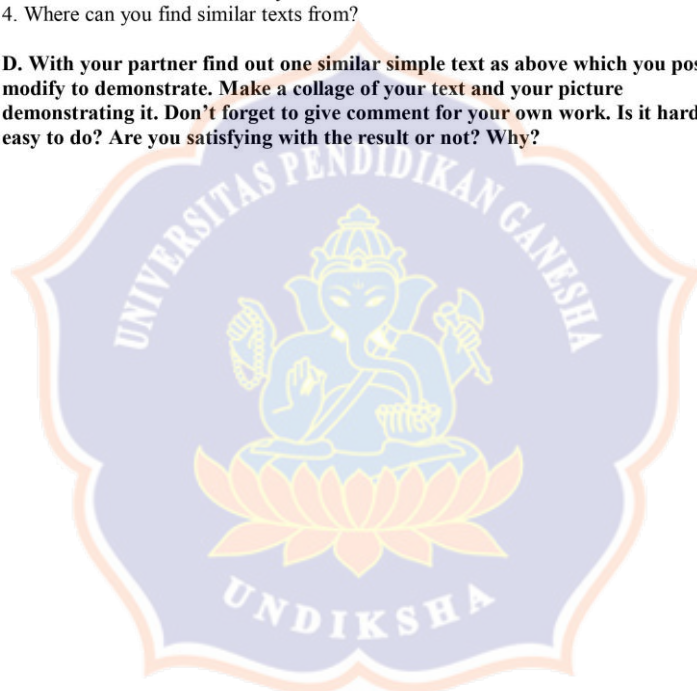 4. Where can you find similar texts from?
D. With your partner find out one similar simple text as above which you
modify to demonstrate. Make a collage of your text and your picture
demonstrating it. Don't forget to give comment for your own work. Is it hard
easy to do? Are you satisfying with the result or not? Why?
UNIVERSITAS PENDIDIKAN GANESHA
UNDIKSHA